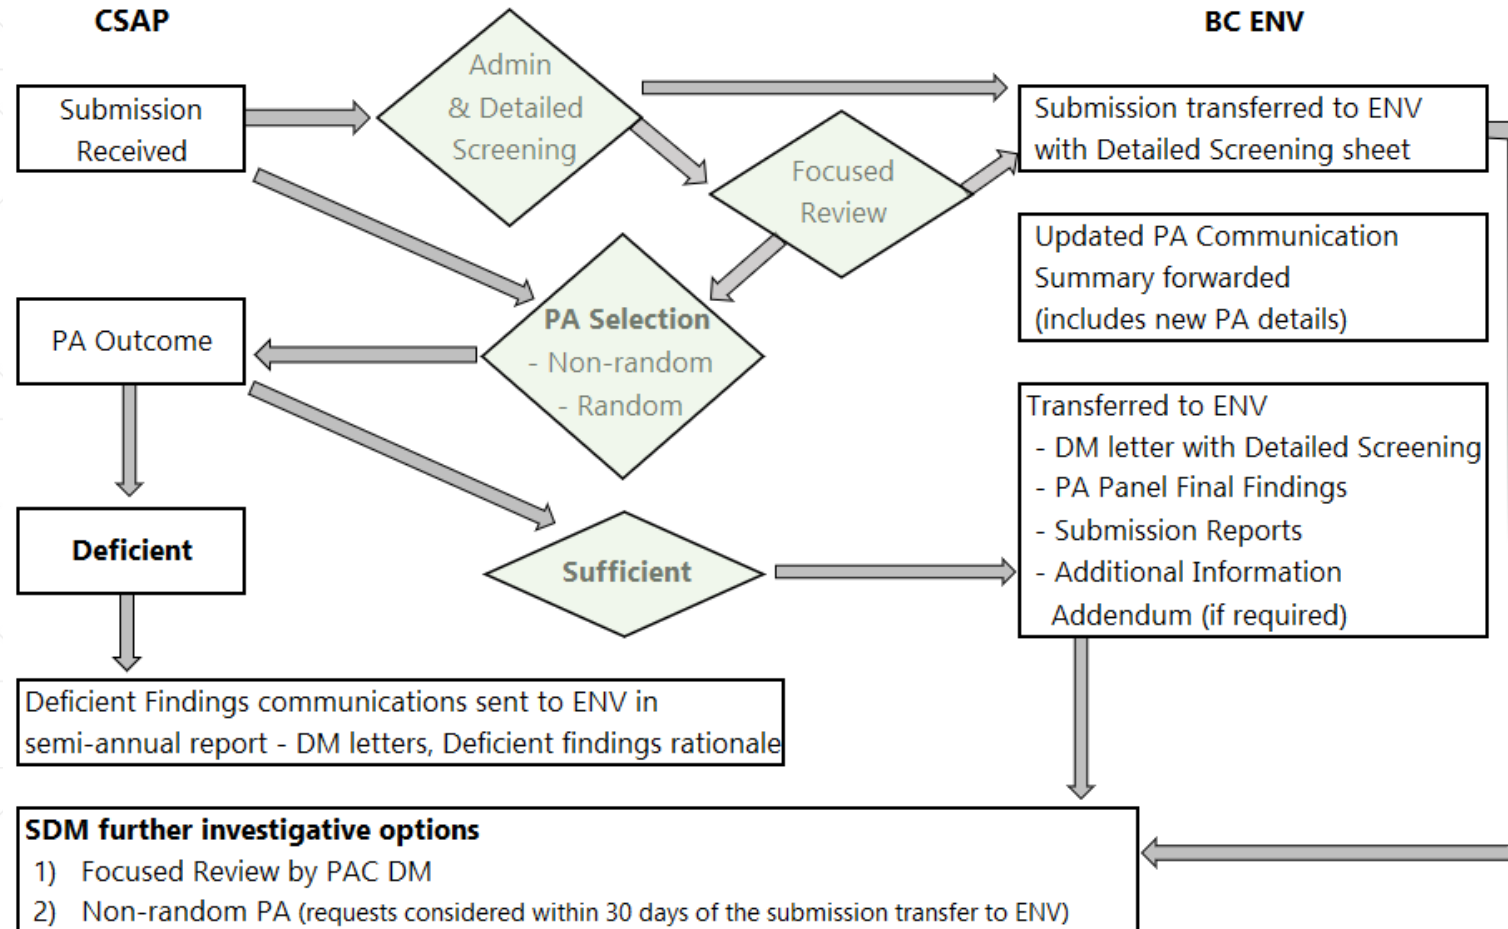 CSAP
BC ENV
Admin
& Detailed
Screening
Submission
Received
Submission transferred to ENV
with Detailed Screening sheet
Focused
Review
Updated PA Communication
Summary forwarded
(includes new PA details)
PA Selection
- Non-random
- Random
PA Outcome
Transferred to ENV
- DM letter with Detailed Screening
- PA Panel Final Findings
- Submission Reports
- Additional Information
Addendum (if required)
Deficient
Sufficient
Deficient Findings communications sent to ENV in
semi-annual report - DM letters, Deficient findings rationale
SDM further investigative options
1) Focused Review by PAC DM
2) Non-random PA (requests considered within 30 days of the submission transfer to ENV)